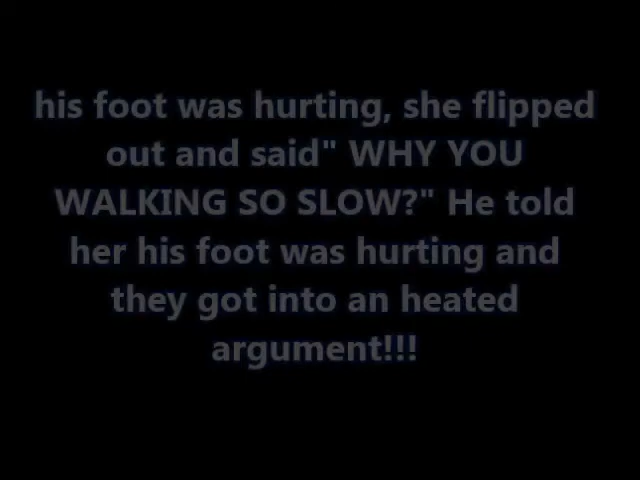 his foot was hurting, she flipped
out and said" WHY YOU
WALKING SO SLOW?" He told
her his foot was hurting and
they got into an heated
argument!!!